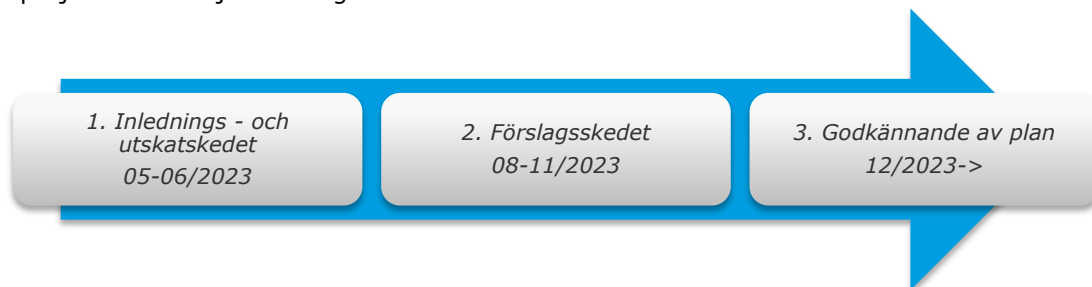 1. Inlednings - och
utskatskedet
05-06/2023
2. Förslagsskedet
08-11/2023
3. Godkännande av plan
12/2023->